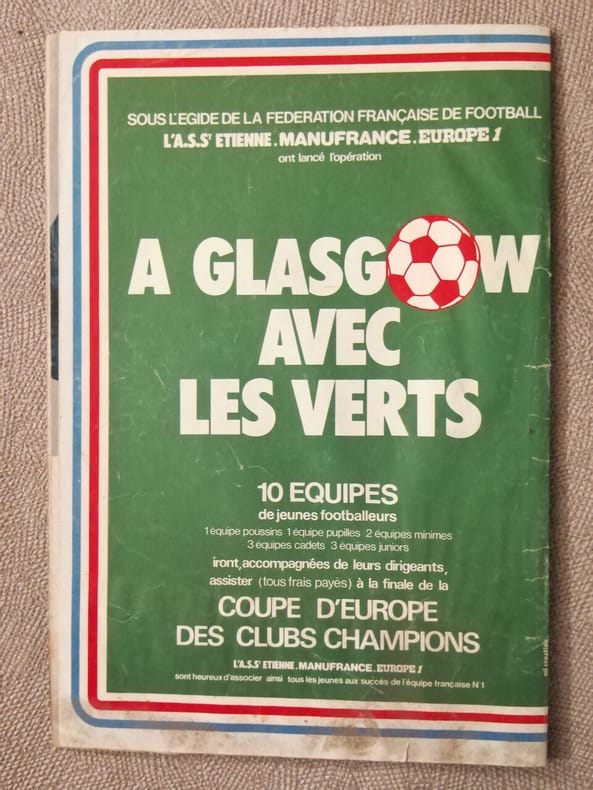 SOUS L'EGIDE DE LA FEDERATION FRANÇAISE DE FOOTBALL
L'A.S.ST ETIENNE.MANUFRANCE.EUROPE 1
ont lancé l'opération
A GLASGOW
AVEC
LES VERTS
10 EQUIPES
de jeunes footballeurs
1 équipe poussins 1 équipe pupilles 2 équipes minimes
3 équipes cadets 3 équipes juniors
iront, accompagnées de leurs dirigeants,
assister (tous frais payés) à la finale de la
COUPE D'EUROPE
DES CLUBS CHAMPIONS
L'A.S.ST ETIENNE.MANUFRANCE.EUROPE 1
sont heureux d'associer ainsi tous les jeunes aux succès de l'équipe française N°1